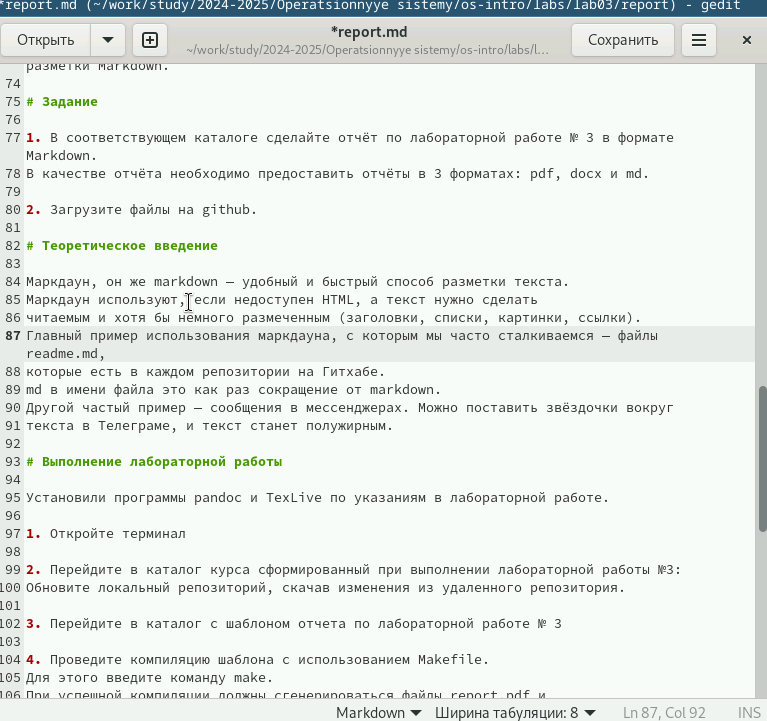 *report.md (~/work/study/2024-2025/Operatsionnyye sistemy/os-intro/labs/lab03/report) - gedit
Открыть
*report.md
~/work/study/2024-2025/Operatsionnyye sistemy/os-intro/labs/l…
Сохранить
разметки Markdown.
74
75 # Задание
76
77 1. В соответствующем каталоге сделайте отчёт по лабораторной работе № 3 в формате
Markdown.
78 В качестве отчёта необходимо предоставить отчёты в 3 форматах: pdf, docx и md.
79
80 2. Загрузите файлы на github.
81
82 # Теоретическое введение
83
84 Маркдаун, он же markdown — удобный и быстрый способ разметки текста.
85 Маркдаун используют, если недоступен HTML, а текст нужно сделать
86 читаемым и хотя бы немного размеченным (заголовки, списки, картинки, ссылки).
87 Главный пример использования маркдауна, с которым мы часто сталкиваемся — файлы
readme.md,
88 которые есть в каждом репозитории на Гитхабе.
89 md в имени файла это как раз сокращение от markdown.
90 Другой частый пример — сообщения в мессенджерах. Можно поставить звёздочки вокруг
91 текста в Телеграме, и текст станет полужирным.
92
93 # Выполнение лабораторной работы
94
95 Установили программы pandoc и TexLive по указаниям в лабораторной работе.
96
97 1. Откройте терминал
98
99 2. Перейдите в каталог курса сформированный при выполнении лабораторной работы №3:
100 Обновите локальный репозиторий, скачав изменения из удаленного репозитория.
101
102 3. Перейдите в каталог с шаблоном отчета по лабораторной работе № 3
103
104 4. Проведите компиляцию шаблона с использованием Makefile.
105 Для этого введите команду make.
106 При успешной компиляции должны сгенерироваться файлы report.pdf и
Markdown Ширина табуляции: 8 Ln 87, Col 92 INS